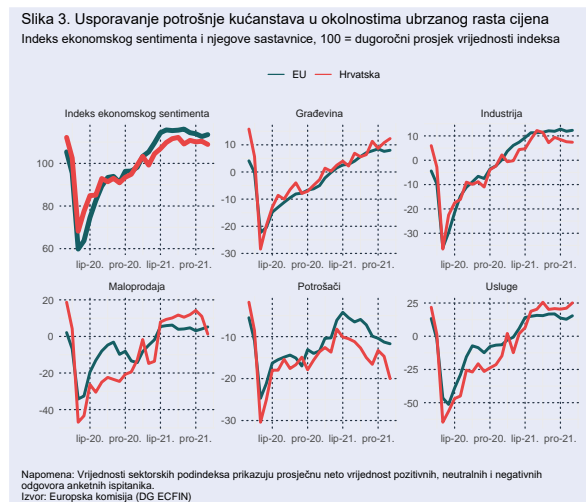 Slika 3. Usporavanje potrošnje kućanstava u okolnostima ubrzanog rasta cijena
Indeks ekonomskog sentimenta i njegove sastavnice, 100 = dugoročni prosjek vrijednosti indeksa
EU Hrvatska
Indeks ekonomskog sentimenta
100
80
60
lip-20. pro-20. lip-21. pro-21.
Građevina
10
0
-10
-20
-30
lip-20. pro-20. lip-21. pro-21.
Industrija
10
0
-10
-20
-30
lip-20. pro-20. lip-21. pro-21.
Maloprodaja
20
0
-20
-40
lip-20. pro-20. lip-21. pro-21.
Potrošači
-10
-20
-30
lip-20. pro-20. lip-21. pro-21.
Usluge
25
0
-25
-50
lip-20. pro-20. lip-21. pro-21.
Napomena: Vrijednosti sektorskih podindeksa prikazuju prosječnu neto vrijednost pozitivnih, neutralnih i negativnih
odgovora anketnih ispitanika.
Izvor: Europska komisija (DG ECFIN)